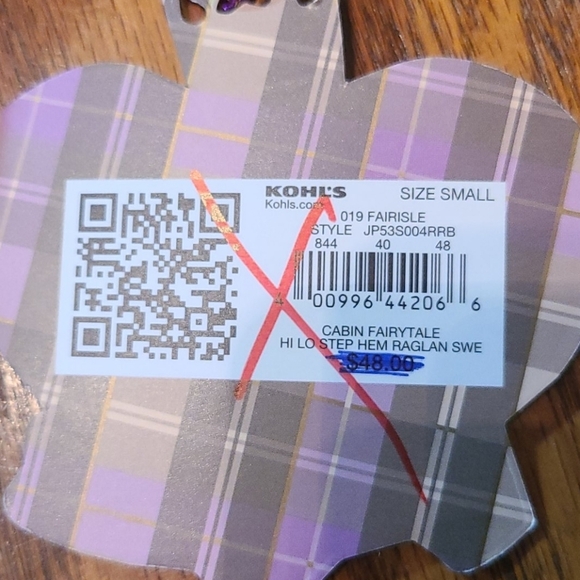 KOHL'S SIZE SMALL
Kohls.com
019 FAIRISLE
STYLE JP53S004RRB
844 40 48
4 00996 44206 6
CABIN FAIRYTALE
HI LO STEP HEM RAGLAN SWE
$48.00